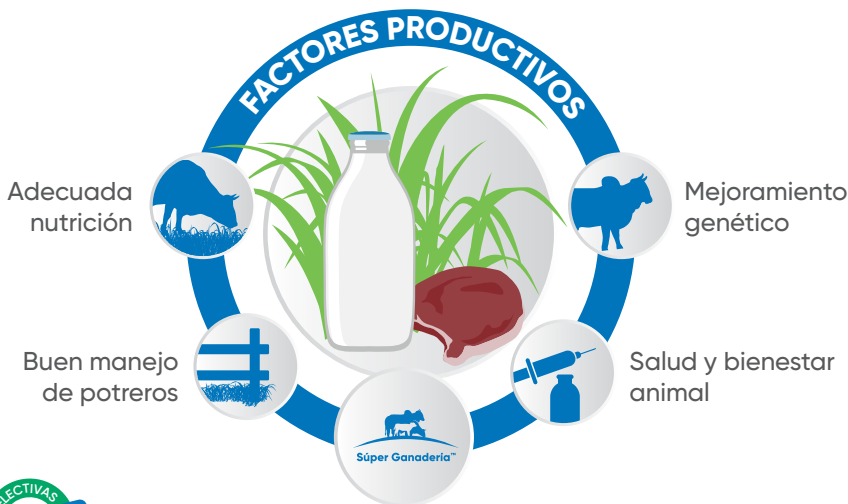 FACTORES PRODUCTIVOS
Adecuada
nutrición
Mejoramiento
genético
Buen manejo
de potreros
Salud y bienestar
animal
Súper Ganadería™